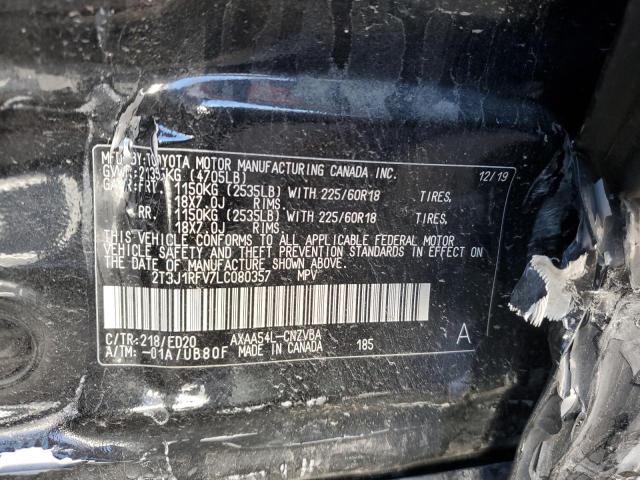 MFD. BY: TOYOTA MOTOR MANUFACTURING CANADA INC. 12/19
GVWR: 2135KG (4705LB)
GAWR: FRT. 1150KG (2535LB) WITH 225/60R18 TIRES,
18X7.0J RIMS
RR. 1150KG (2535LB) WITH 225/60R18 TIRES,
18X7.0J RIMS
THIS VEHICLE CONFORMS TO ALL APPLICABLE FEDERAL MOTOR
VEHICLE SAFETY AND THEFT PREVENTION STANDARDS IN EFFECT
ON THE DATE OF MANUFACTURE SHOWN ABOVE.
2T3J1RFV7LC080357 MPV
C/TR: 218/ED20 AXAA54L-CNZVBA 185 A
A/TM: -01A/UB80F MADE IN CANADA